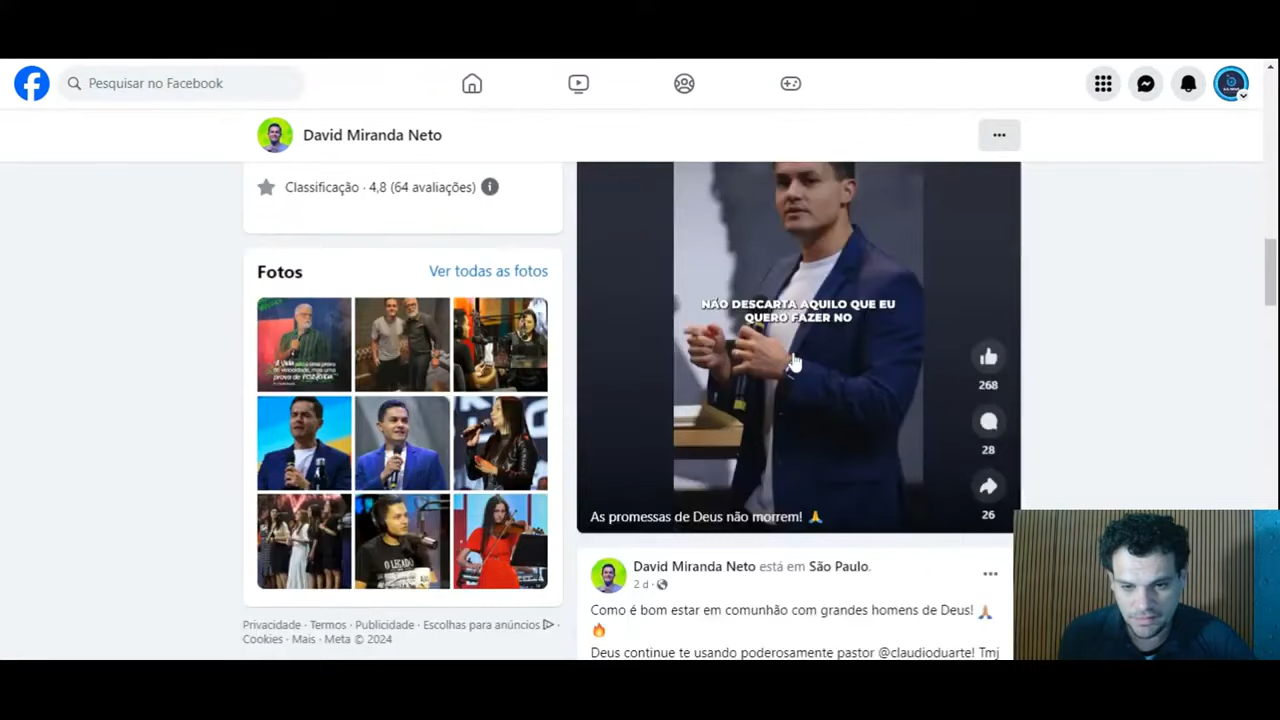 Pesquisar no Facebook
David Miranda Neto
Classificação · 4,8 (64 avaliações)
Fotos
Ver todas as fotos
Privacidade · Termos · Publicidade · Escolhas para anúncios ·
Cookies · Mais · Meta © 2024
NÃO DESCARTA AQUILO QUE EU
QUERO FAZER NO
268
28
26
As promessas de Deus não morrem! 🙏
David Miranda Neto está em São Paulo.
2 d ·
Como é bom estar em comunhão com grandes homens de Deus! 🙏🏼
🔥
Deus continue te usando poderosamente pastor @claudioduarte! Tmj